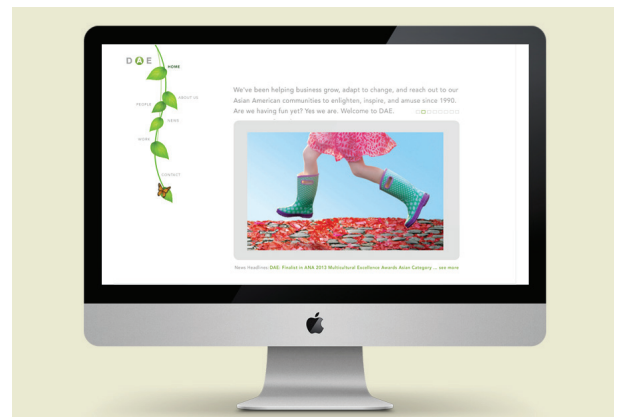 DAE
HOME
ABOUT US
PEOPLE
NEWS
WORK
CONTACT
We've been helping business grow, adapt to change, and reach out to our
Asian American communities to enlighten, inspire, and amuse since 1990.
Are we having fun yet? Yes we are. Welcome to DAE.
News Headlines: DAE: Finalist in ANA 2013 Multicultural Excellence Awards Asian Category ... see more